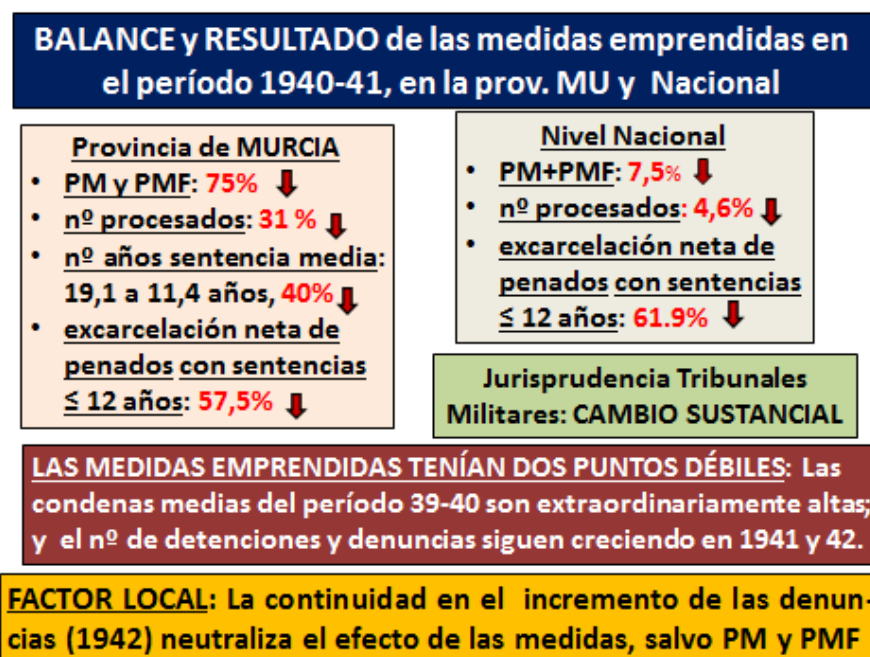 BALANCE y RESULTADO de las medidas emprendidas en
el período 1940-41, en la prov. MU y Nacional
Provincia de MURCIA
• PM y PMF: 75%
• nº procesados: 31 %
• nº años sentencia media:
19,1 a 11,4 años, 40%
• excarcelación neta de
penados con sentencias
≤ 12 años: 57,5%
Nivel Nacional
• PM+PMF: 7,5%
• nº procesados: 4,6%
• excarcelación neta de
penados con sentencias
≤ 12 años: 61.9%
Jurisprudencia Tribunales
Militares: CAMBIO SUSTANCIAL
LAS MEDIDAS EMPRENDIDAS TENÍAN DOS PUNTOS DÉBILES: Las
condenas medias del período 39-40 son extraordinariamente altas;
y el nº de detenciones y denuncias siguen creciendo en 1941 y 42.
FACTOR LOCAL: La continuidad en el incremento de las denun-
cias (1942) neutraliza el efecto de las medidas, salvo PM y PMF